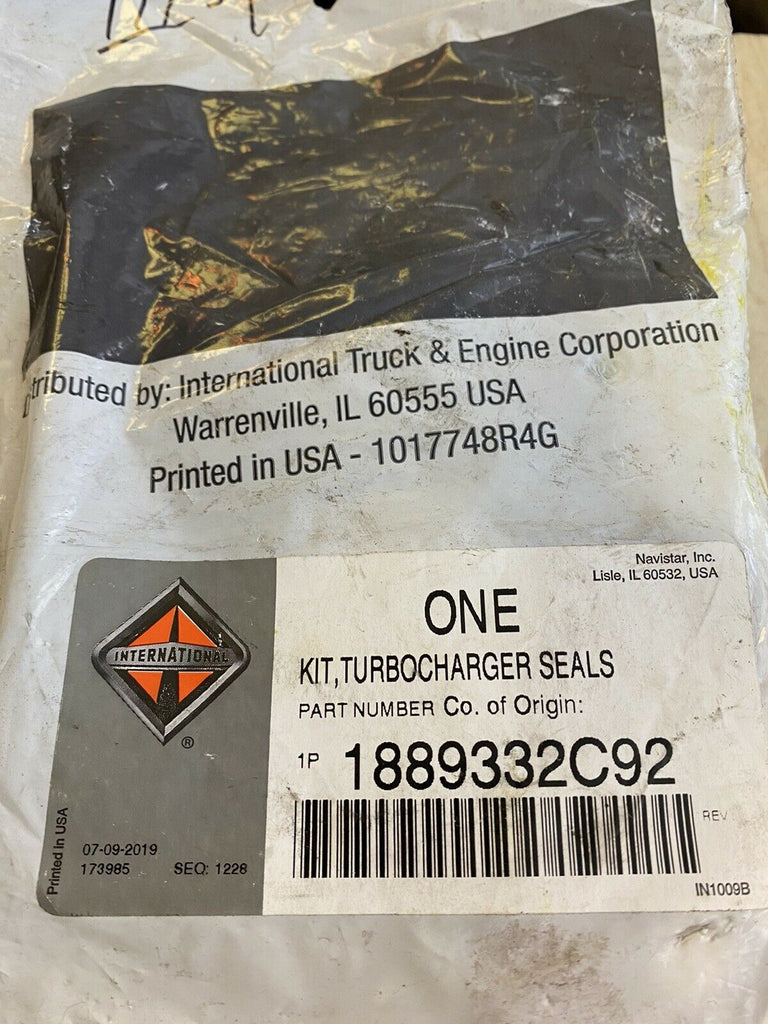 tributed by: International Truck & Engine Corporation
Warrenville, IL 60555 USA
Printed in USA - 1017748R4G
Navistar, Inc.
Lisle, IL 60532, USA
ONE
INTERNATIONAL
®
KIT,TURBOCHARGER SEALS
PART NUMBER Co. of Origin:
1P 1889332C92
REV
Printed in USA
07-09-2019
173985 SEQ: 1228
IN1009B